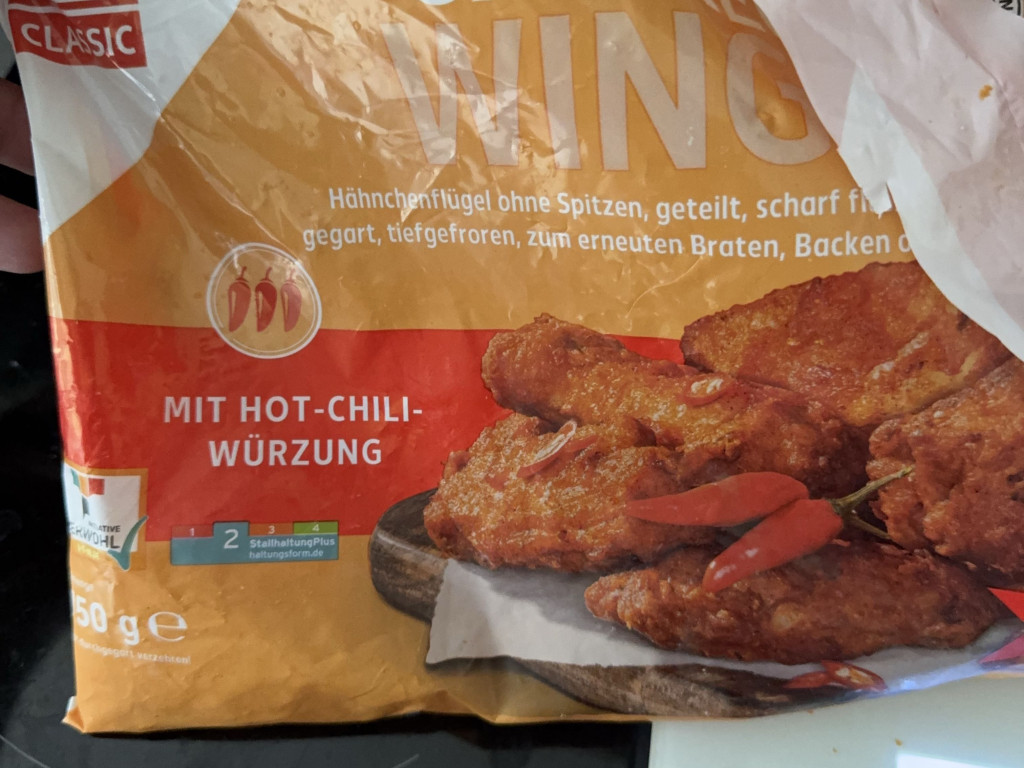 CLASSIC
WING
Hähnchenflügel ohne Spitzen, geteilt, scharf
gegart, tiefgefroren, zum erneuten Braten, Backen
MIT HOT-CHILI-
WÜRZUNG
1 2 3 4
StallhaltungPlus
haltungsform.de
50 g e
verzehren!